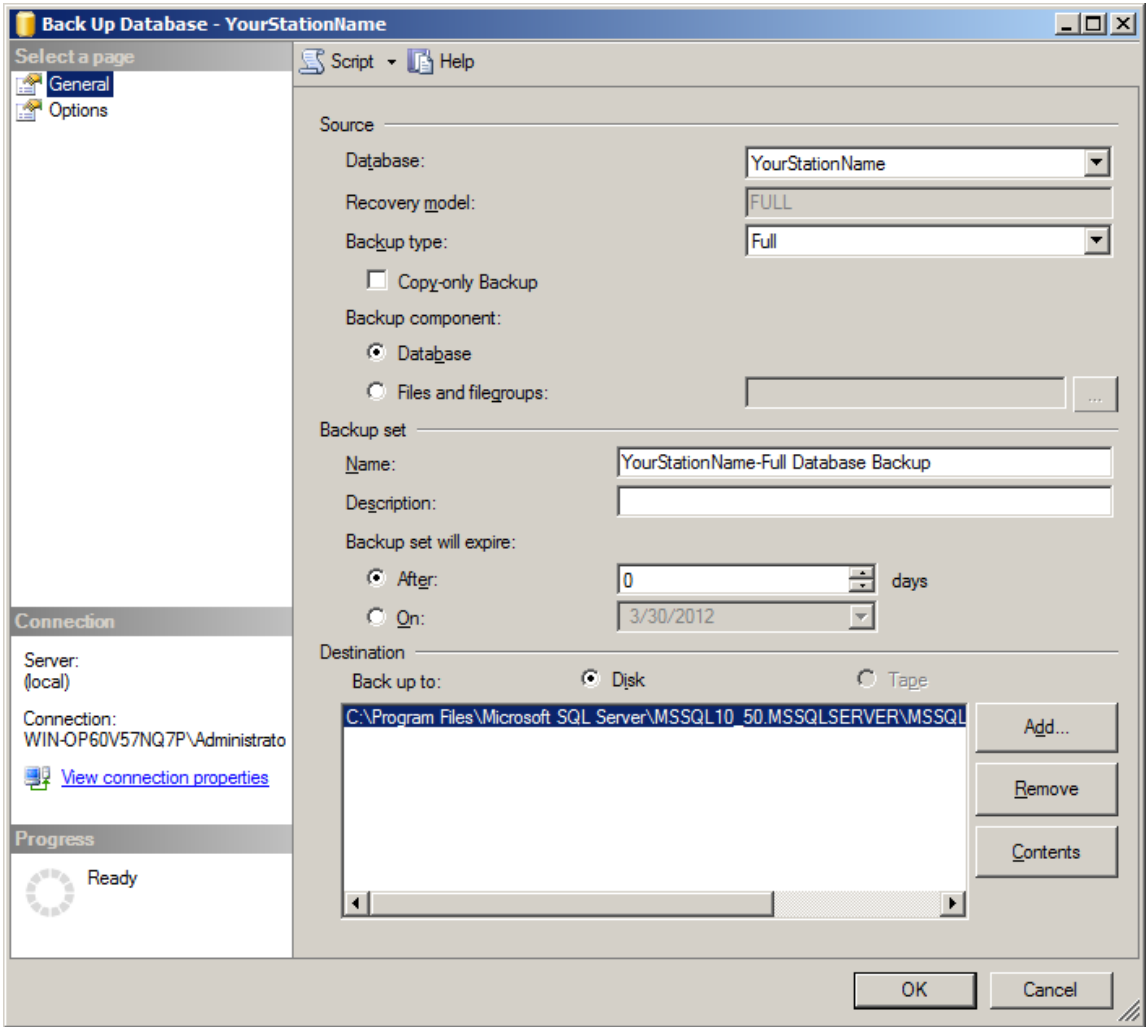 Back Up Database - YourStationName
Select a page
General
Options
Script Help
Source
Database: YourStationName
Recovery model: FULL
Backup type: Full
Copy-only Backup
Backup component:
Database
Files and filegroups: ...
Backup set
Name: YourStationName-Full Database Backup
Description:
Backup set will expire:
After: 0 days
On: 3/30/2012
Destination
Back up to: Disk Tape
C:\Program Files\Microsoft SQL Server\MSSQL10_50.MSSQLSERVER\MSSQL
Add...
Remove
Contents
Connection
Server:
(local)
Connection:
WIN-OP60V57NQ7P\Administrato
View connection properties
Progress
Ready
OK Cancel